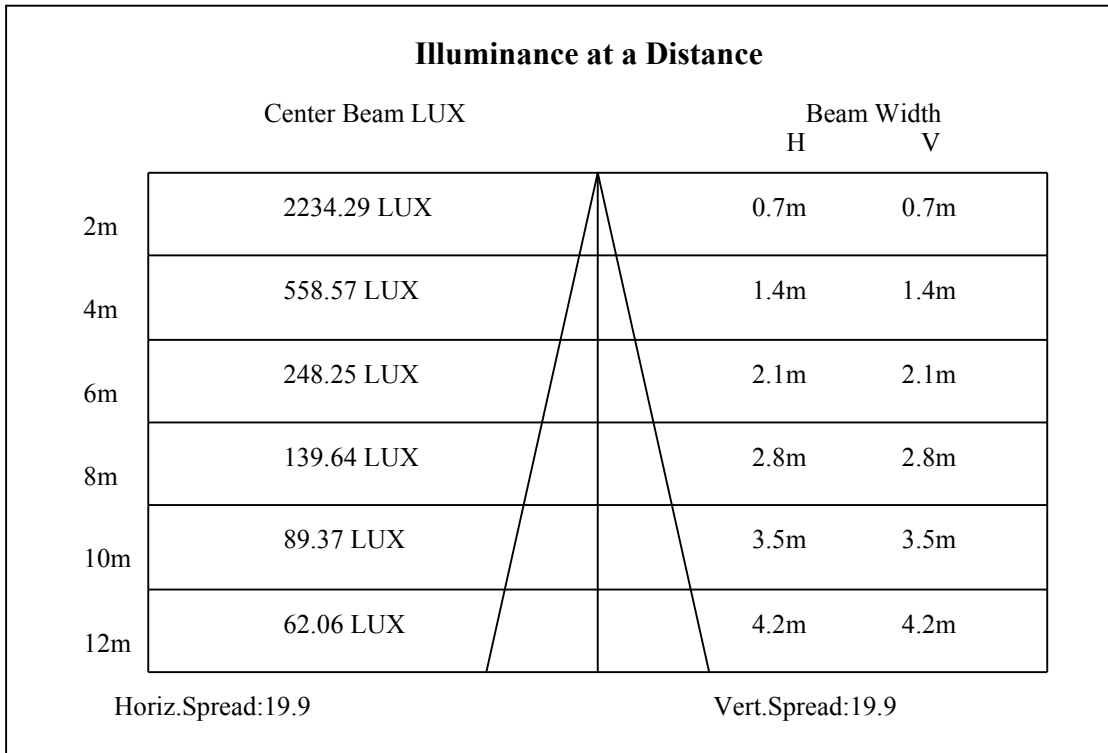 Illuminance at a Distance
Center Beam LUX Beam Width
H V
2m 2234.29 LUX 0.7m 0.7m
4m 558.57 LUX 1.4m 1.4m
6m 248.25 LUX 2.1m 2.1m
8m 139.64 LUX 2.8m 2.8m
10m 89.37 LUX 3.5m 3.5m
12m 62.06 LUX 4.2m 4.2m
Horiz.Spread:19.9 Vert.Spread:19.9